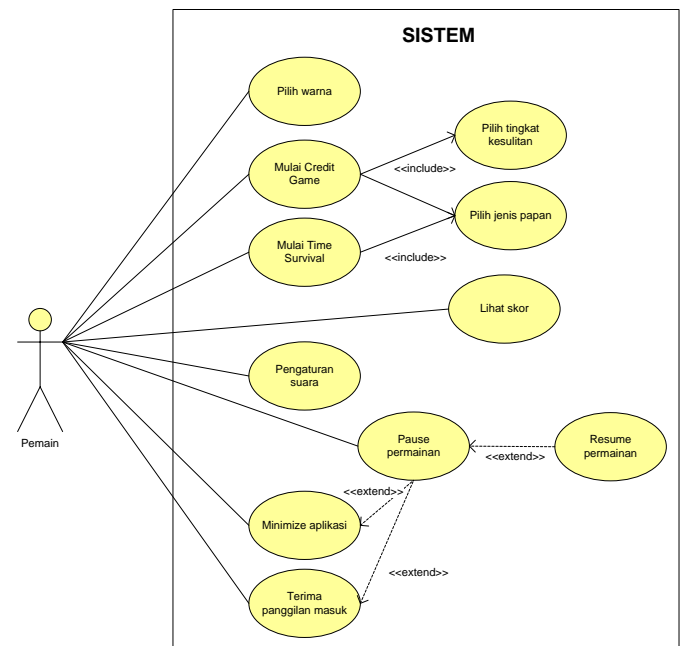 SISTEM
Pilih warna
Pilih tingkat
kesulitan
Mulai Credit
Game
<<include>>
Pilih jenis papan
Mulai Time
Survival
<<include>>
Lihat skor
Pengaturan
suara
Pemain
Pause
permainan
<<extend>>
Resume
permainan
<<extend>>
Minimize aplikasi
<<extend>>
Terima
panggilan masuk